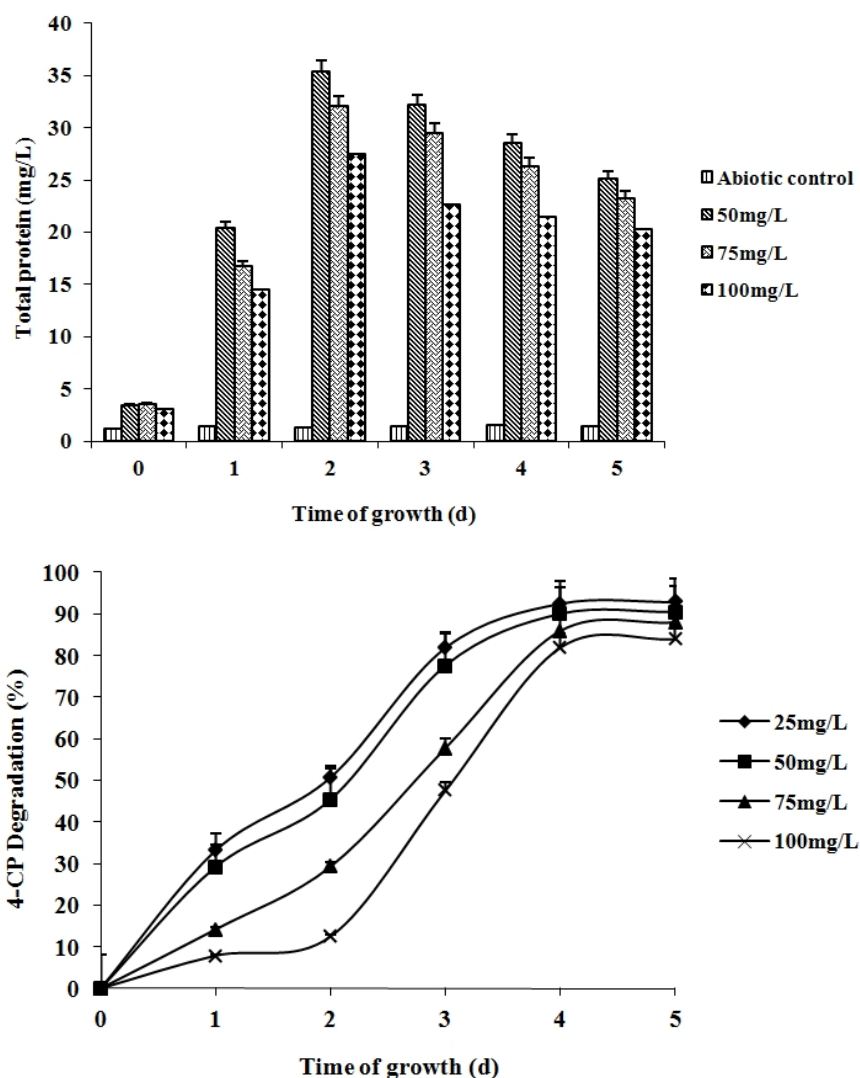 40
35
30
25
20
15
10
5
0
Total protein (mg/L)
0 1 2 3 4 5
Time of growth (d)
Abiotic control
50mg/L
75mg/L
100mg/L
100
90
80
70
60
50
40
30
20
10
0
4-CP Degradation (%)
0 1 2 3 4 5
Time of growth (d)
25mg/L
50mg/L
75mg/L
100mg/L